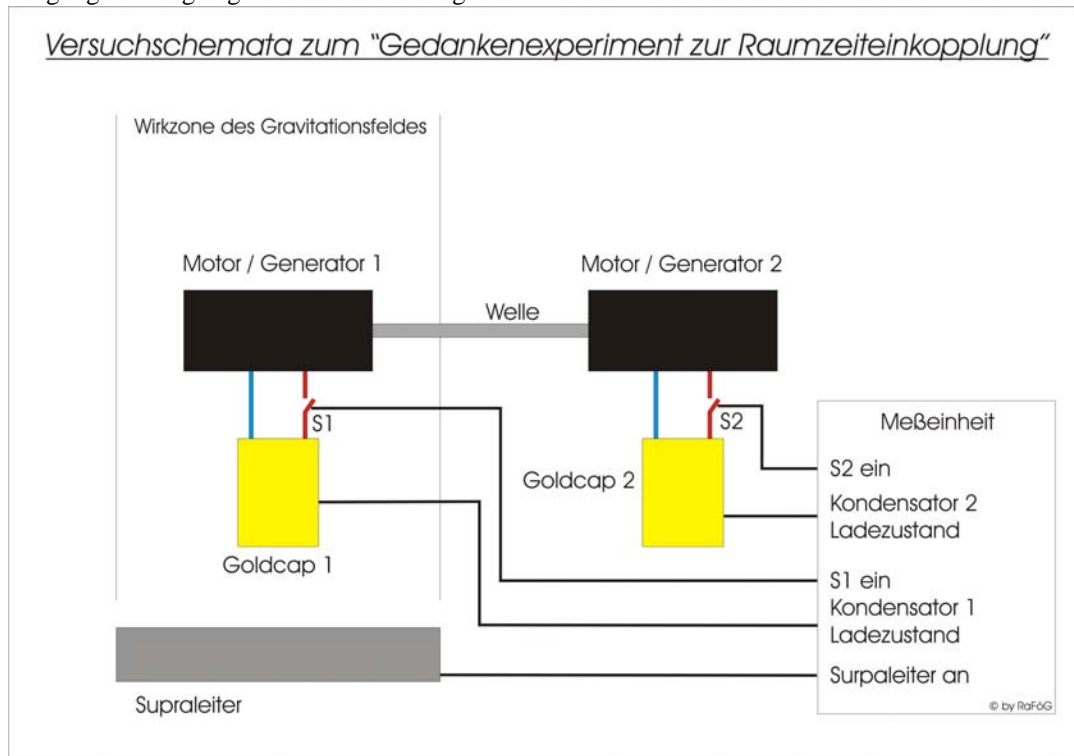 Versuchschemata zum "Gedankenexperiment zur Raumzeiteinkopplung"
Wirkzone des Gravitationsfeldes
Motor / Generator 1
Motor / Generator 2
Welle
S1
S2
Goldcap 1
Goldcap 2
Meßeinheit
S2 ein
Kondensator 2
Ladezustand
S1 ein
Kondensator 1
Ladezustand
Surpaleiter an
Supraleiter
© by RaFöG